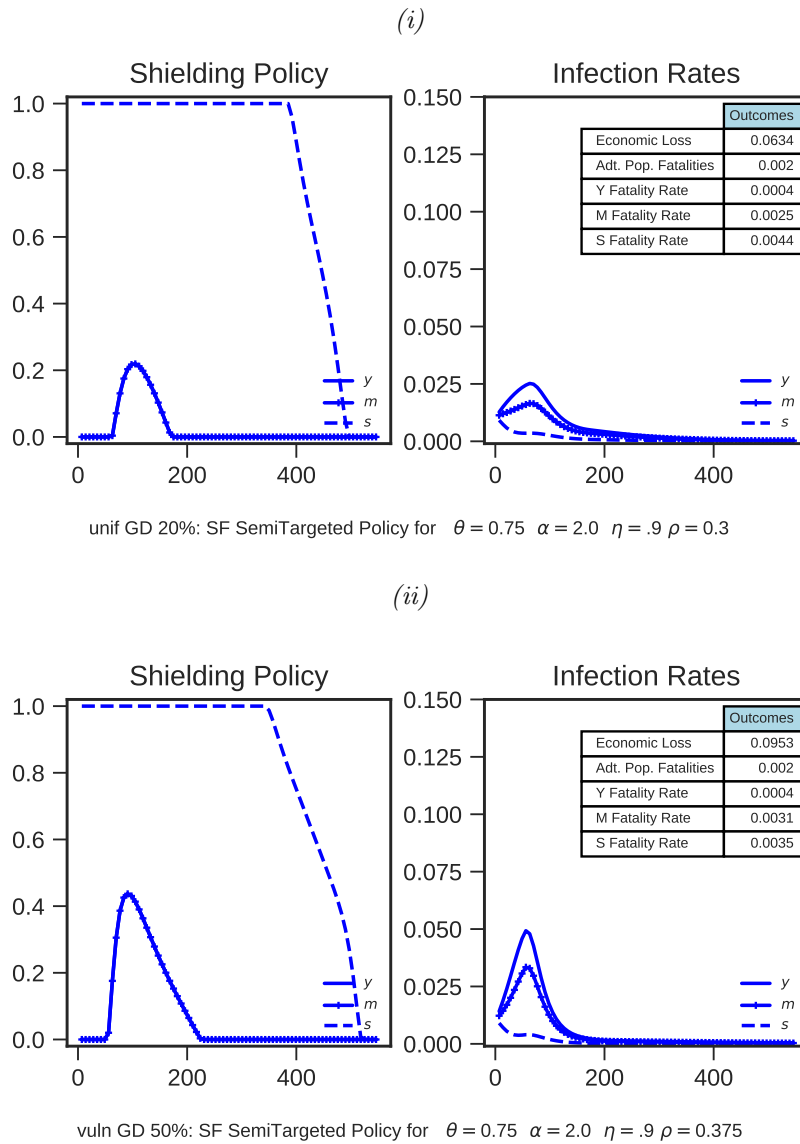 (i)
Shielding Policy
Infection Rates
1.0
0.8
0.6
0.4
0.2
0.0
0
200
400
y
m
s
0.150
0.125
0.100
0.075
0.050
0.025
0.000
0
200
400
Outcomes
Economic Loss 0.0634
Adt. Pop. Fatalities 0.002
Y Fatality Rate 0.0004
M Fatality Rate 0.0025
S Fatality Rate 0.0044
y
m
s
unif GD 20%: SF SemiTargeted Policy for θ = 0.75 α = 2.0 η = .9 ρ = 0.3
(ii)
Shielding Policy
Infection Rates
1.0
0.8
0.6
0.4
0.2
0.0
0
200
400
y
m
s
0.150
0.125
0.100
0.075
0.050
0.025
0.000
0
200
400
Outcomes
Economic Loss 0.0953
Adt. Pop. Fatalities 0.002
Y Fatality Rate 0.0004
M Fatality Rate 0.0031
S Fatality Rate 0.0035
y
m
s
vuln GD 50%: SF SemiTargeted Policy for θ = 0.75 α = 2.0 η = .9 ρ = 0.375